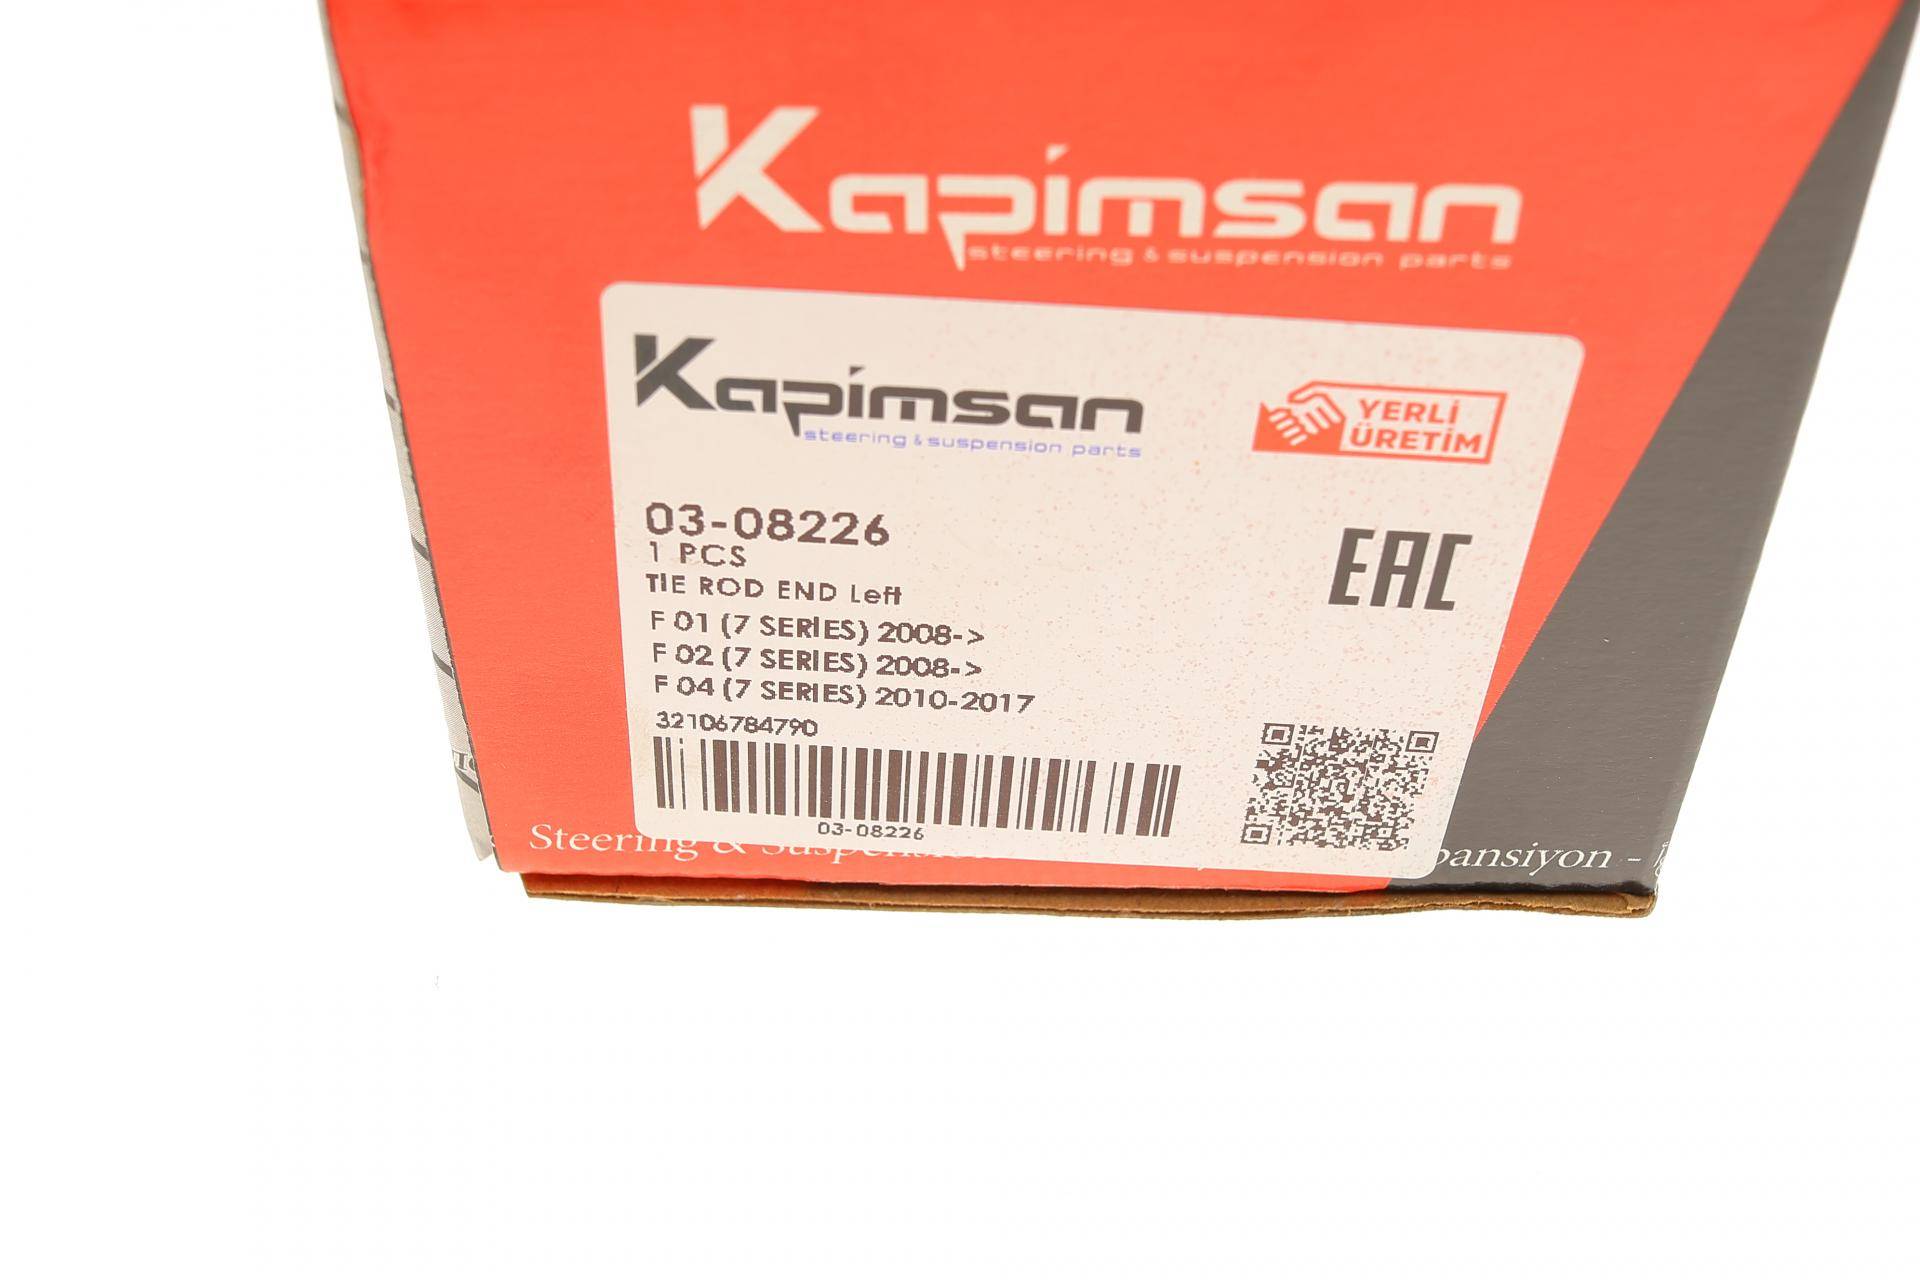 Kapimsan
steering & suspension parts
Kapimsan
steering & suspension parts
YERLİ
ÜRETİM
03-08226
1 PCS
TIE ROD END Left
EAC
F 01 (7 SERIES) 2008->
F 02 (7 SERIES) 2008->
F 04 (7 SERIES) 2010-2017
32106784790
03-08226
Steering &
pansiyon -